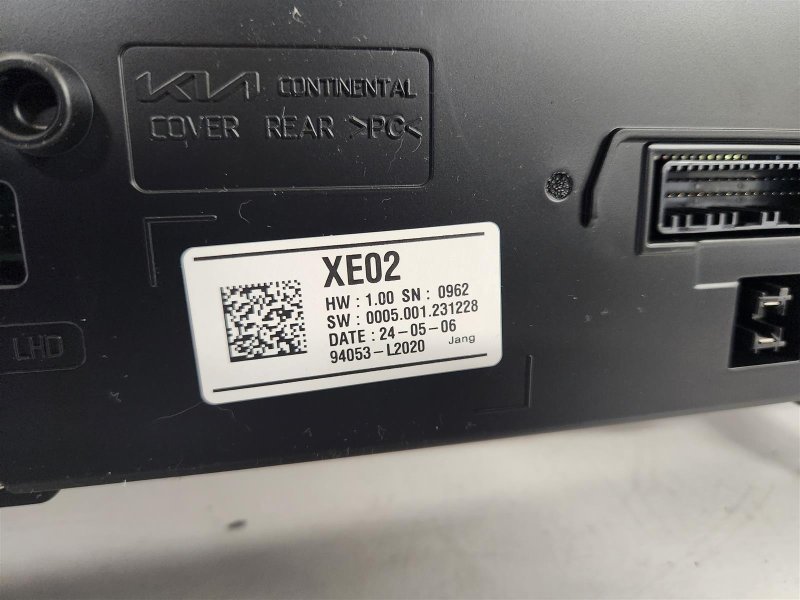 KIA CONTINENTAL
COVER REAR >PC<
XE02
HW : 1.00 SN : 0962
SW : 0005.001.231228
DATE : 24-05-06
94053-L2020 Jang
LHD